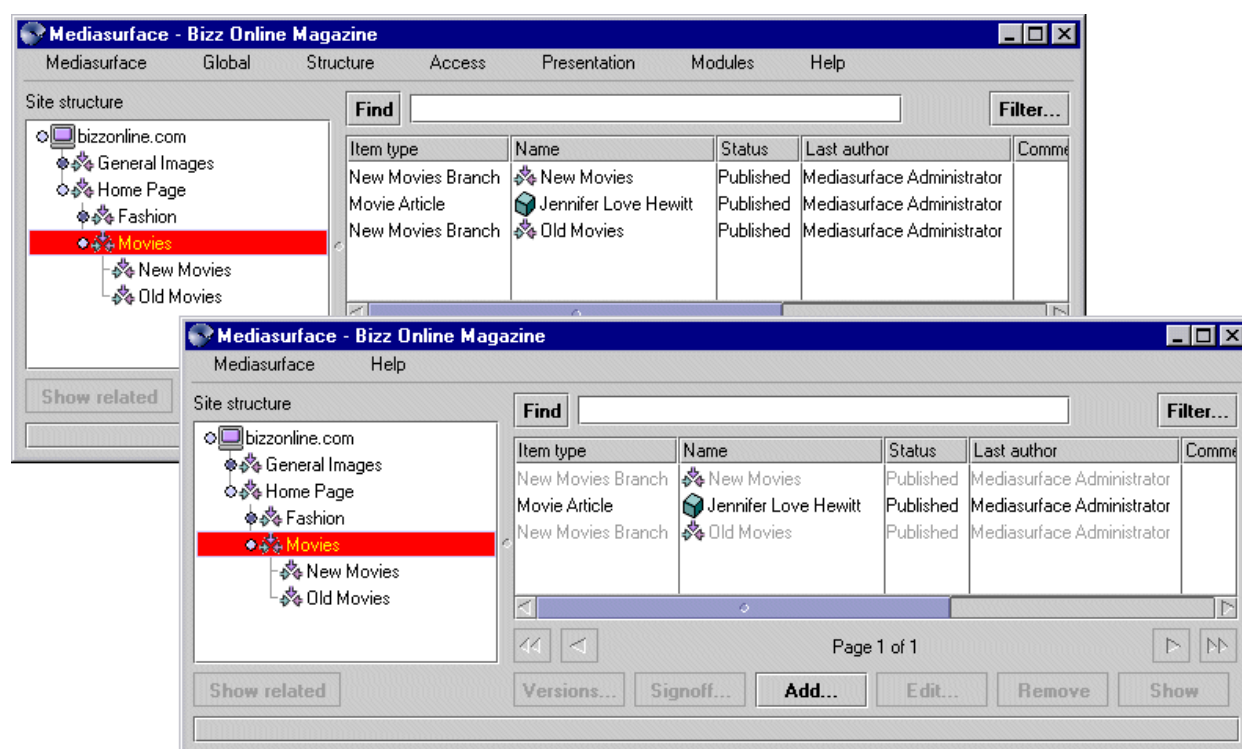 Mediasurface - Bizz Online Magazine
Mediasurface Global Structure Access Presentation Modules Help
Site structure
Find Filter...
bizzonline.com
General Images
Home Page
Fashion
Movies
New Movies
Old Movies
Item type Name Status Last author Comme
New Movies Branch New Movies Published Mediasurface Administrator
Movie Article Jennifer Love Hewitt Published Mediasurface Administrator
New Movies Branch Old Movies Published Mediasurface Administrator
Show related
Mediasurface - Bizz Online Magazine
Mediasurface Help
Site structure
Find Filter...
bizzonline.com
General Images
Home Page
Fashion
Movies
New Movies
Old Movies
Item type Name Status Last author Comme
New Movies Branch New Movies Published Mediasurface Administrator
Movie Article Jennifer Love Hewitt Published Mediasurface Administrator
New Movies Branch Old Movies Published Mediasurface Administrator
Page 1 of 1
Show related Versions... Signoff... Add... Edit... Remove Show